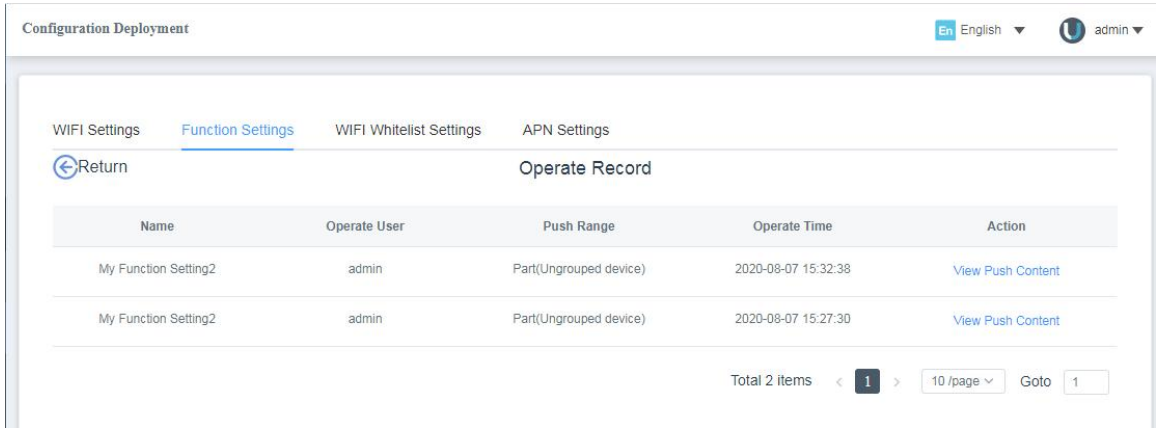 Configuration Deployment En English admin
WIFI Settings Function Settings WIFI Whitelist Settings APN Settings
Return Operate Record
Name Operate User Push Range Operate Time Action
My Function Setting2 admin Part(Ungrouped device) 2020-08-07 15:32:38 View Push Content
My Function Setting2 admin Part(Ungrouped device) 2020-08-07 15:27:30 View Push Content
Total 2 items < 1 > 10 /page Goto 1